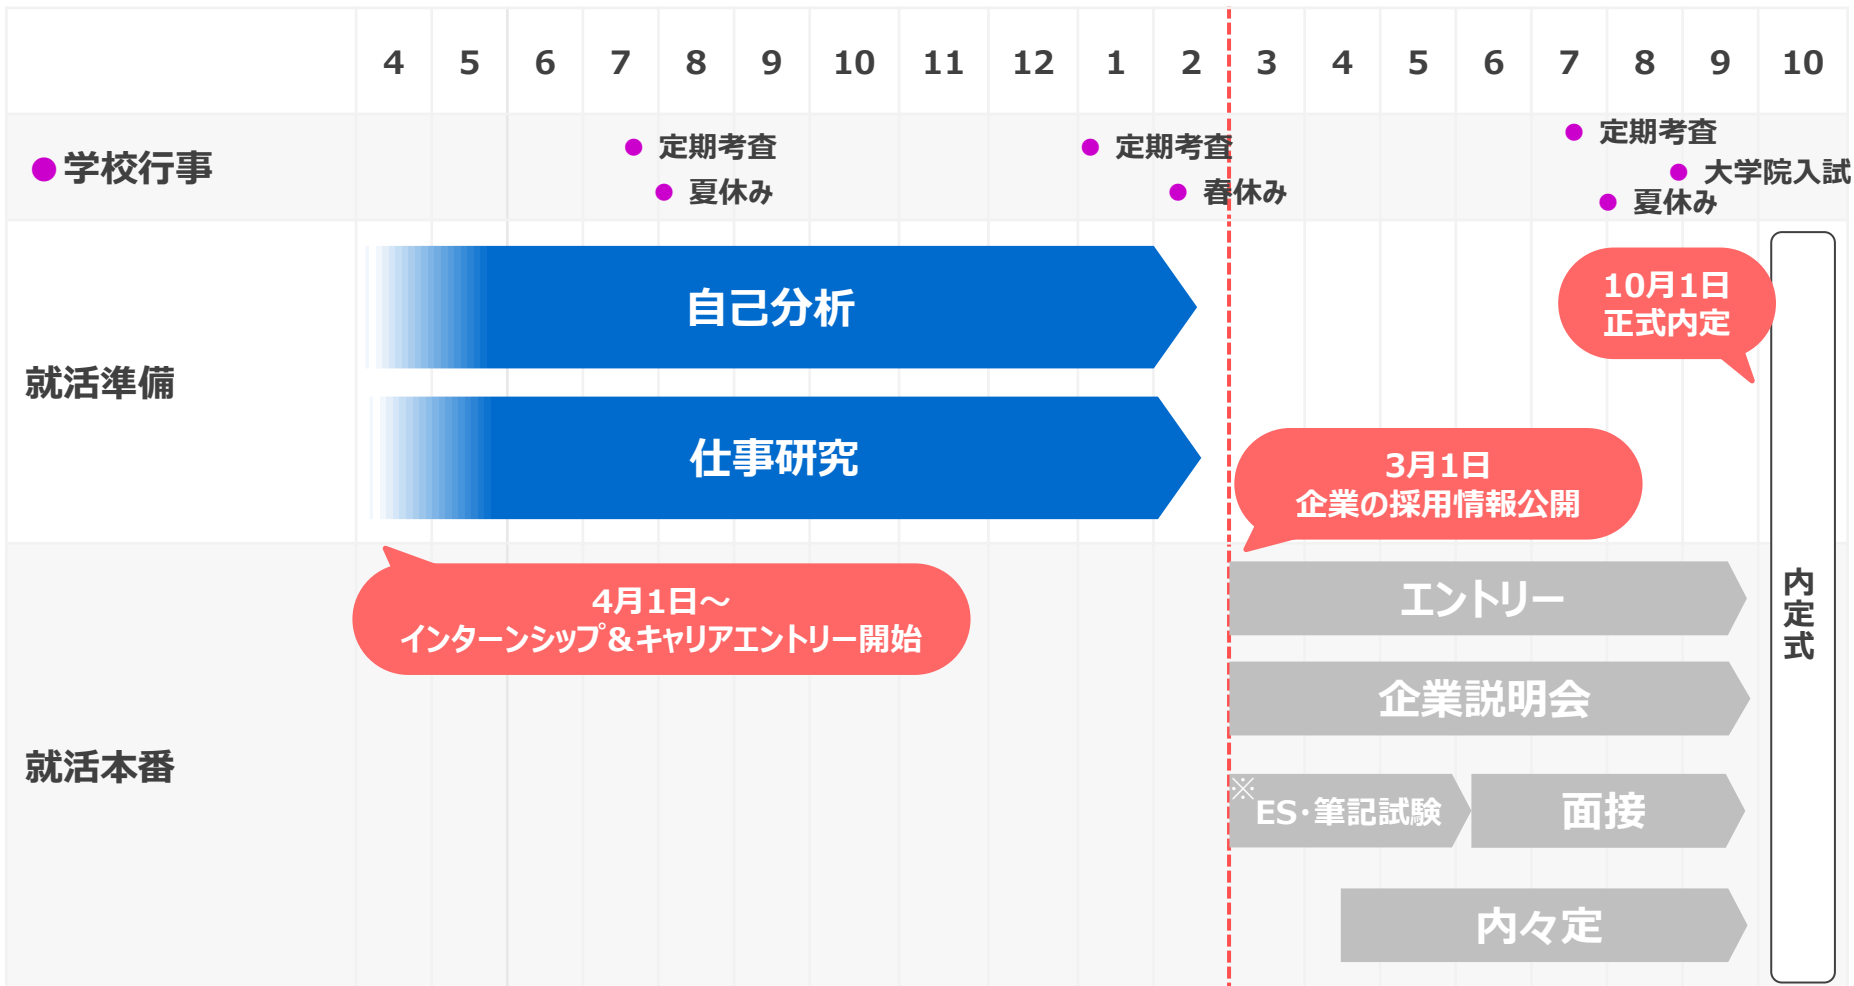 4 5 6 7 8 9 10 11 12 1 2 3 4 5 6 7 8 9 10
学校行事
定期考査
夏休み
定期考査
春休み
定期考査
大学院入試
夏休み
就活準備
自己分析
仕事研究
10月1日
正式内定
3月1日
企業の採用情報公開
4月1日～
インターンシップ＆キャリアエントリー開始
就活本番
エントリー
企業説明会
※ES・筆記試験
面接
内々定
内定式